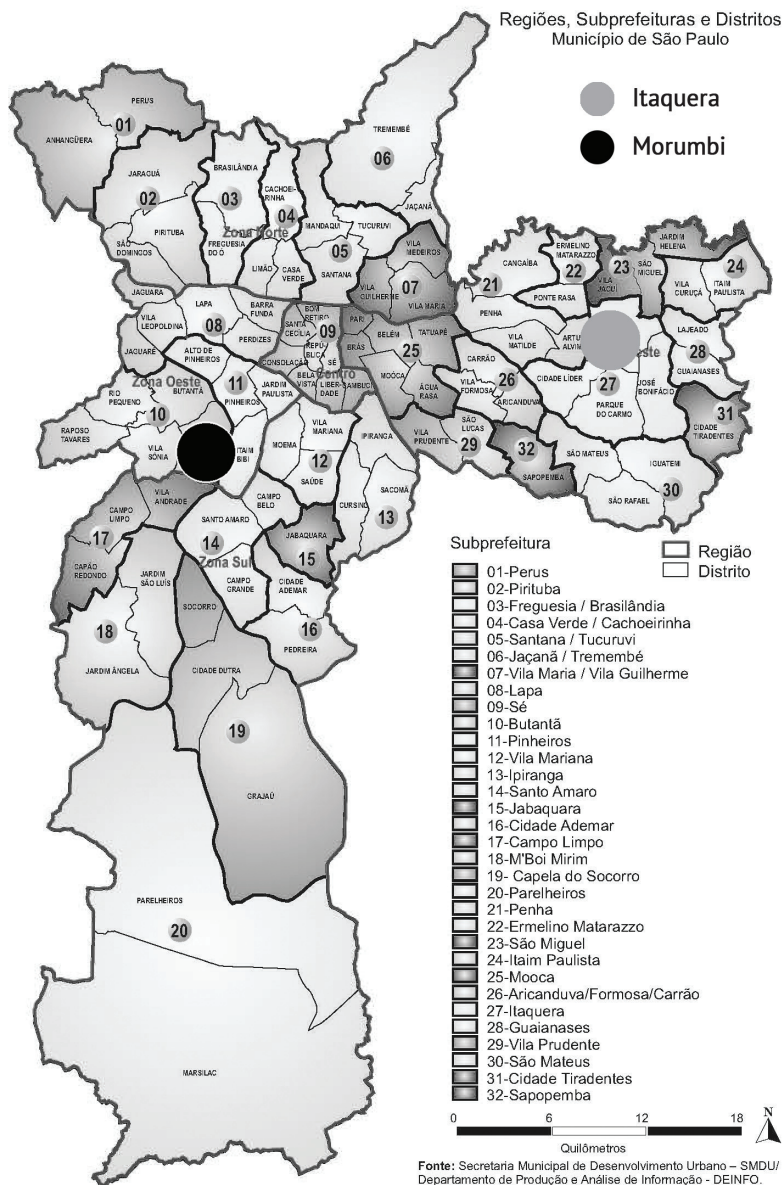 Regiões, Subprefeituras e Distritos
Município de São Paulo
Itaquera
Morumbi
PERUS
01
ANHANGÜERA
TREMEMBÉ
06
JAÇANÃ
JARAGUÁ
02
PIRITUBA
SÃO
DOMINGOS
BRASILÂNDIA
03
FREGUESIA
DO Ó
Zona Norte
CACHOEI-
RINHA
04
LIMÃO
CASA
VERDE
MANDAQUI
TUCURUVI
05
SANTANA
VILA
MEDEIROS
VILA
GUILHERME
07
VILA MARIA
CANGAÍBA
21
PENHA
VILA
MATILDE
ERMELINO
MATARAZZO
22
PONTE RASA
VILA
JACUÍ
23
SÃO
MIGUEL
JARDIM
HELENA
VILA
CURUÇÁ
24
ITAIM
PAULISTA
JAGUARA
VILA
LEOPOLDINA
JAGUARÉ
LAPA
08
BARRA
FUNDA
PERDIZES
BOM
RETIRO
09
SANTA
CECÍLIA
REPÚ-
BLICA
SÉ
CONSOLAÇÃO
Centro
BELA
VISTA
LIBER-
DADE
CAMBUCI
PARI
BRÁS
BELÉM
TATUAPÉ
25
MOÓCA
ÁGUA
RASA
CARRÃO
VILA
FORMOSA
26
ARICANDUVA
ARTUR
ALVIM
este
CIDADE LÍDER
27
PARQUE
DO CARMO
JOSÉ
BONIFÁCIO
LAJEADO
28
GUAIANASES
31
CIDADE
TIRADENTES
ALTO DE
PINHEIROS
11
PINHEIROS
JARDIM
PAULISTA
ITAIM
BIBI
Zona Oeste
RIO
PEQUENO
BUTANTÃ
10
RAPOSO
TAVARES
VILA
SÔNIA
MOEMA
VILA
MARIANA
12
SAÚDE
IPIRANGA
CURSINO
SACOMÃ
13
VILA
PRUDENTE
SÃO
LUCAS
29
32
SAPOPEMBA
SÃO MATEUS
IGUATEMI
SÃO RAFAEL
30
VILA
ANDRADE
CAMPO
LIMPO
17
CAPÃO
REDONDO
SANTO AMARO
14
Zona Sul
CAMPO
BELO
CAMPO
GRANDE
JABAQUARA
15
CIDADE
ADEMAR
16
PEDREIRA
JARDIM
SÃO LUÍS
18
JARDIM ÂNGELA
SOCORRO
CIDADE DUTRA
19
GRAJAÚ
PARELHEIROS
20
MARSILAC
Subprefeitura
Região
Distrito
01-Perus
02-Pirituba
03-Freguesia / Brasilândia
04-Casa Verde / Cachoeirinha
05-Santana / Tucuruvi
06-Jaçanã / Tremembé
07-Vila Maria / Vila Guilherme
08-Lapa
09-Sé
10-Butantã
11-Pinheiros
12-Vila Mariana
13-Ipiranga
14-Santo Amaro
15-Jabaquara
16-Cidade Ademar
17-Campo Limpo
18-M'Boi Mirim
19- Capela do Socorro
20-Parelheiros
21-Penha
22-Ermelino Matarazzo
23-São Miguel
24-Itaim Paulista
25-Mooca
26-Aricanduva/Formosa/Carrão
27-Itaquera
28-Guaianases
29-Vila Prudente
30-São Mateus
31-Cidade Tiradentes
32-Sapopemba
0 6 12 18
Quilômetros
N
Fonte: Secretaria Municipal de Desenvolvimento Urbano – SMDU/
Departamento de Produção e Análise de Informação - DEINFO.